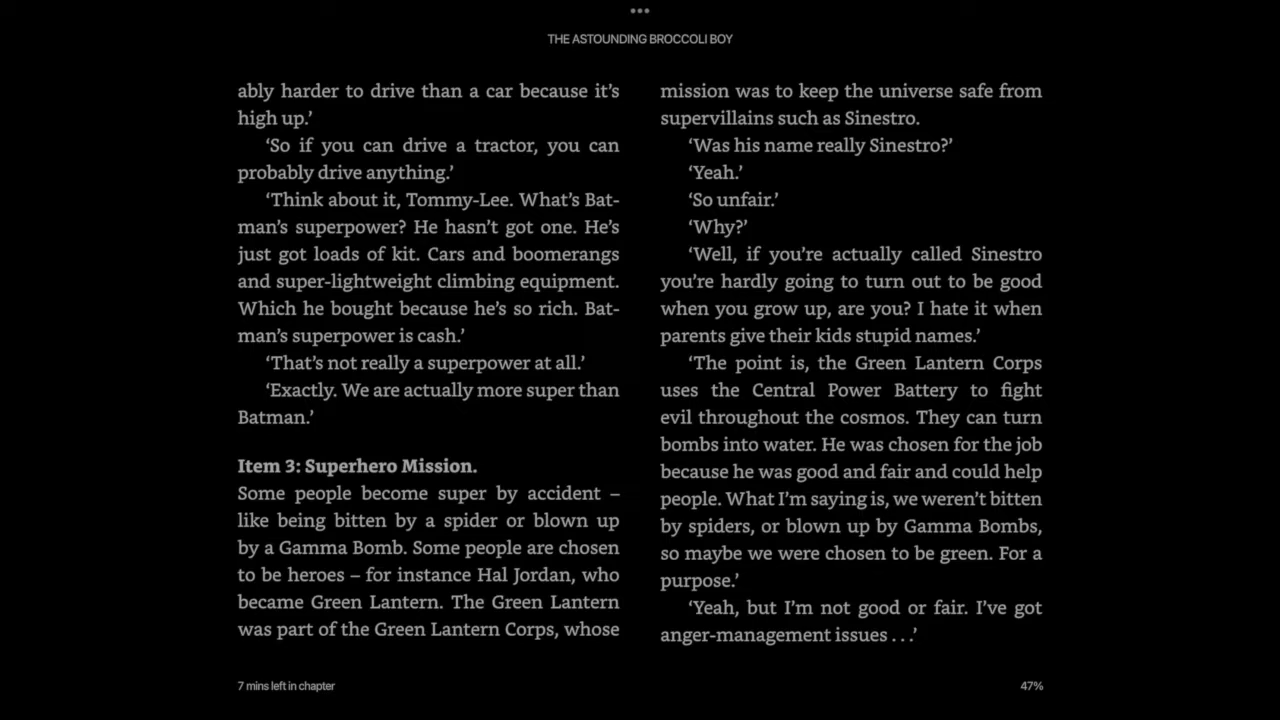 •••
THE ASTOUNDING BROCCOLI BOY
ably harder to drive than a car because it’s
high up.’
‘So if you can drive a tractor, you can
probably drive anything.’
‘Think about it, Tommy-Lee. What’s Bat-
man’s superpower? He hasn’t got one. He’s
just got loads of kit. Cars and boomerangs
and super-lightweight climbing equipment.
Which he bought because he’s so rich. Bat-
man’s superpower is cash.’
‘That’s not really a superpower at all.’
‘Exactly. We are actually more super than
Batman.’
Item 3: Superhero Mission.
Some people become super by accident –
like being bitten by a spider or blown up
by a Gamma Bomb. Some people are chosen
to be heroes – for instance Hal Jordan, who
became Green Lantern. The Green Lantern
was part of the Green Lantern Corps, whose
mission was to keep the universe safe from
supervillains such as Sinestro.
‘Was his name really Sinestro?’
‘Yeah.’
‘So unfair.’
‘Why?’
‘Well, if you’re actually called Sinestro
you’re hardly going to turn out to be good
when you grow up, are you? I hate it when
parents give their kids stupid names.’
‘The point is, the Green Lantern Corps
uses the Central Power Battery to fight
evil throughout the cosmos. They can turn
bombs into water. He was chosen for the job
because he was good and fair and could help
people. What I’m saying is, we weren’t bitten
by spiders, or blown up by Gamma Bombs,
so maybe we were chosen to be green. For a
purpose.’
‘Yeah, but I’m not good or fair. I’ve got
anger-management issues . . .’
7 mins left in chapter
47%